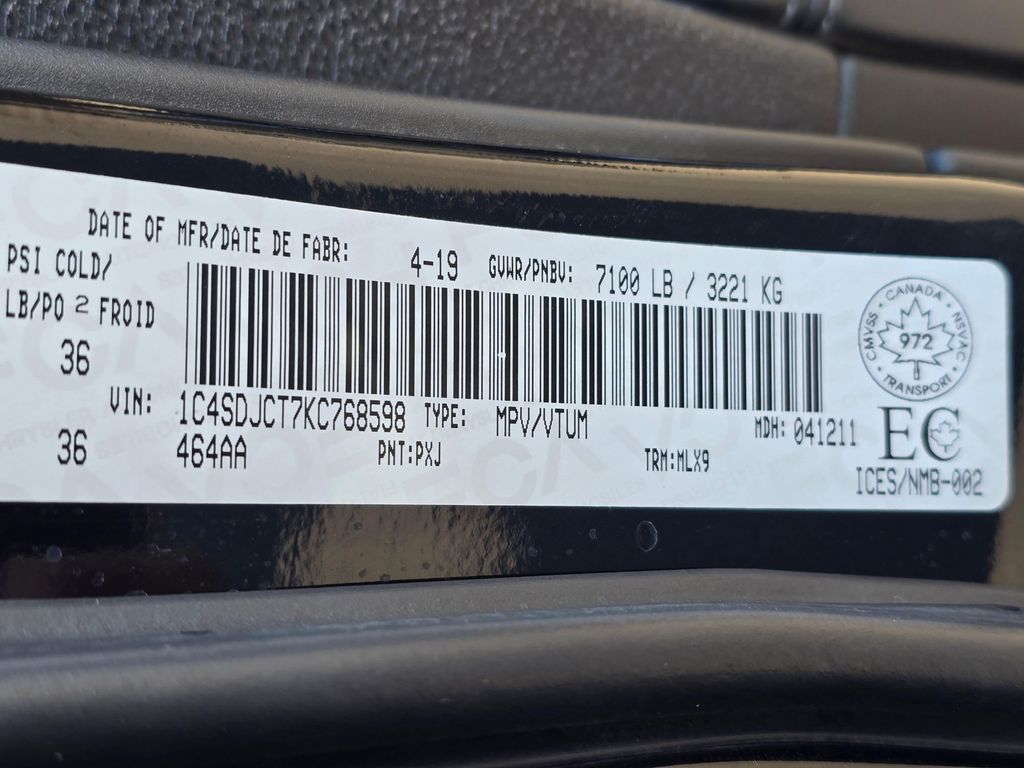 DATE OF MFR/DATE DE FABR: 4-19 GVWR/PNBV: 7100 LB / 3221 KG
PSI COLD/
LB/PO 2 FROID
36
VIN: 1C4SDJCT7KC768598 TYPE: MPV/VTUM MDH: 041211
36 464AA PNT:PXJ TRM:MLX9
CANADA
CMVSS 972 NSVAC
TRANSPORT
EC
ICES/NMB-002